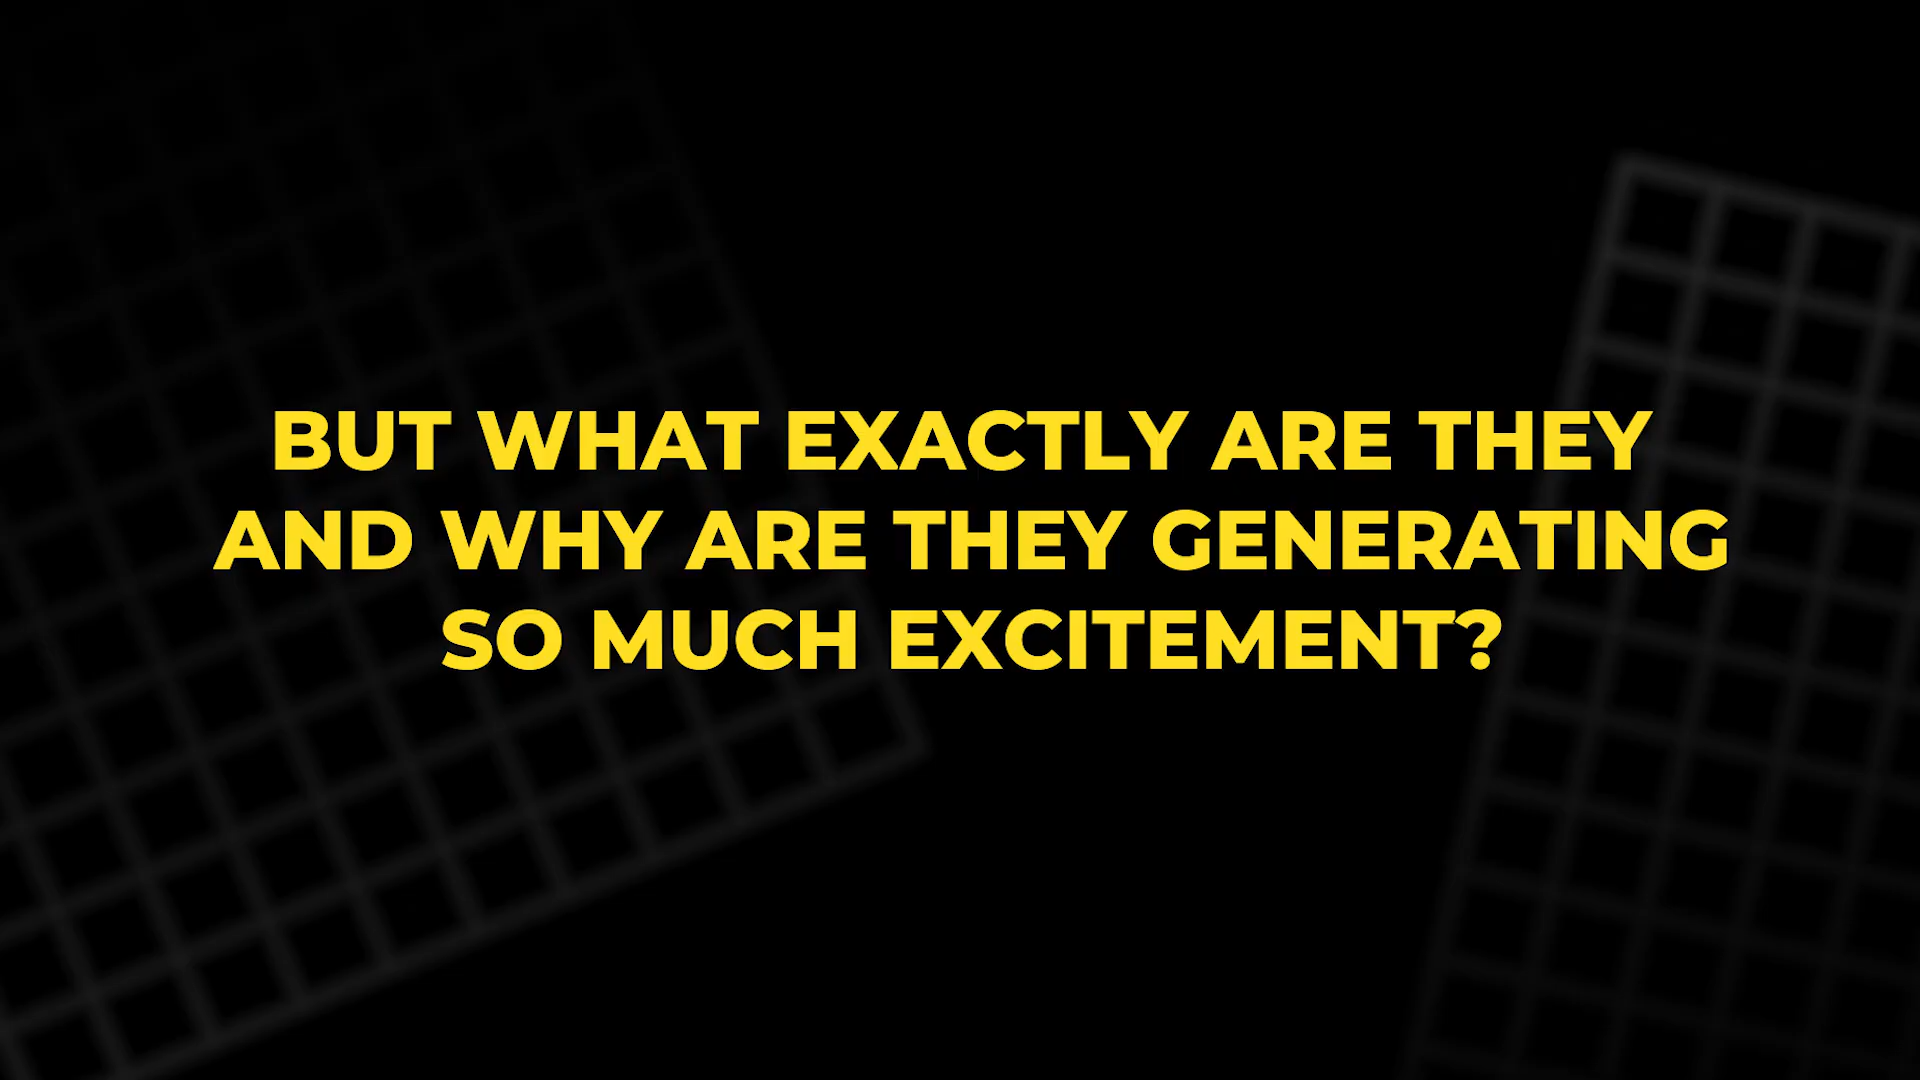 BUT WHAT EXACTLY ARE THEY
AND WHY ARE THEY GENERATING
SO MUCH EXCITEMENT?